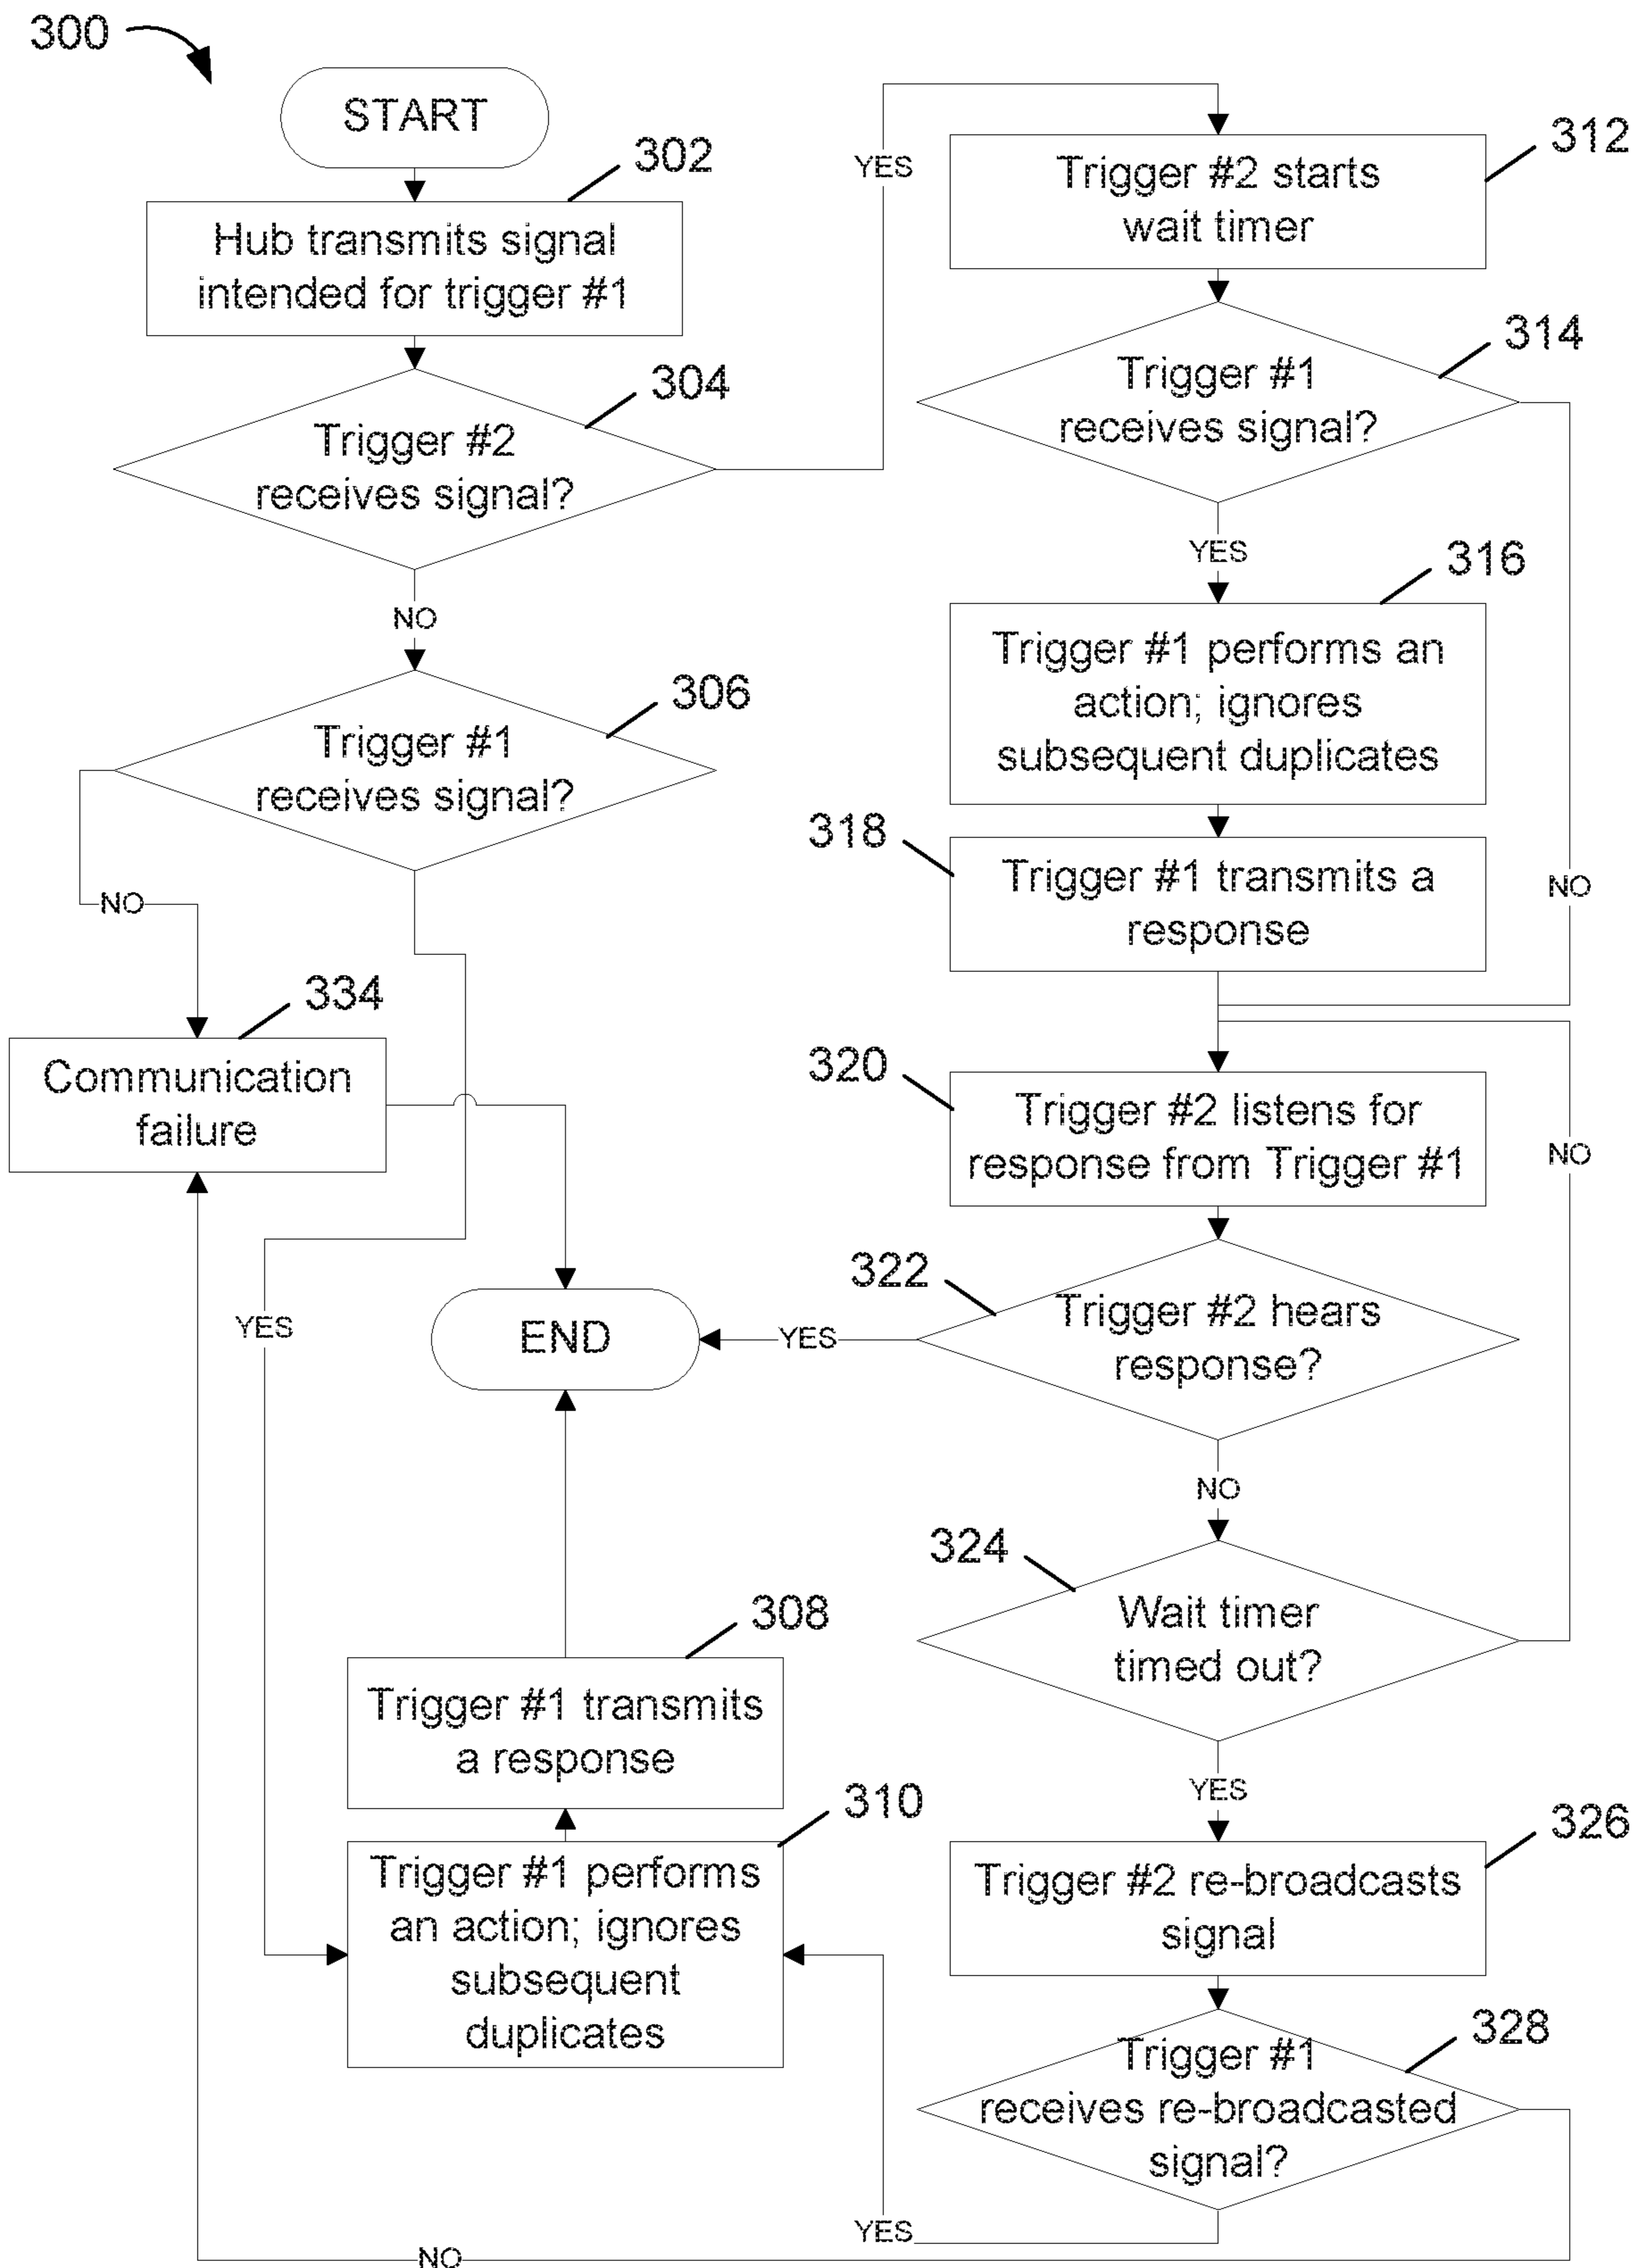 300
START
302
Hub transmits signal
intended for trigger #1
304
Trigger #2
receives signal?
YES
NO
306
Trigger #1
receives signal?
NO
YES
334
Communication
failure
END
308
Trigger #1 transmits
a response
310
Trigger #1 performs
an action; ignores
subsequent
duplicates
312
Trigger #2 starts
wait timer
314
Trigger #1
receives signal?
YES
NO
316
Trigger #1 performs an
action; ignores
subsequent duplicates
318
Trigger #1 transmits a
response
320
Trigger #2 listens for
response from Trigger #1
322
Trigger #2 hears
response?
YES
NO
324
Wait timer
timed out?
NO
YES
326
Trigger #2 re-broadcasts
signal
328
Trigger #1
receives re-broadcasted
signal?
YES
NO